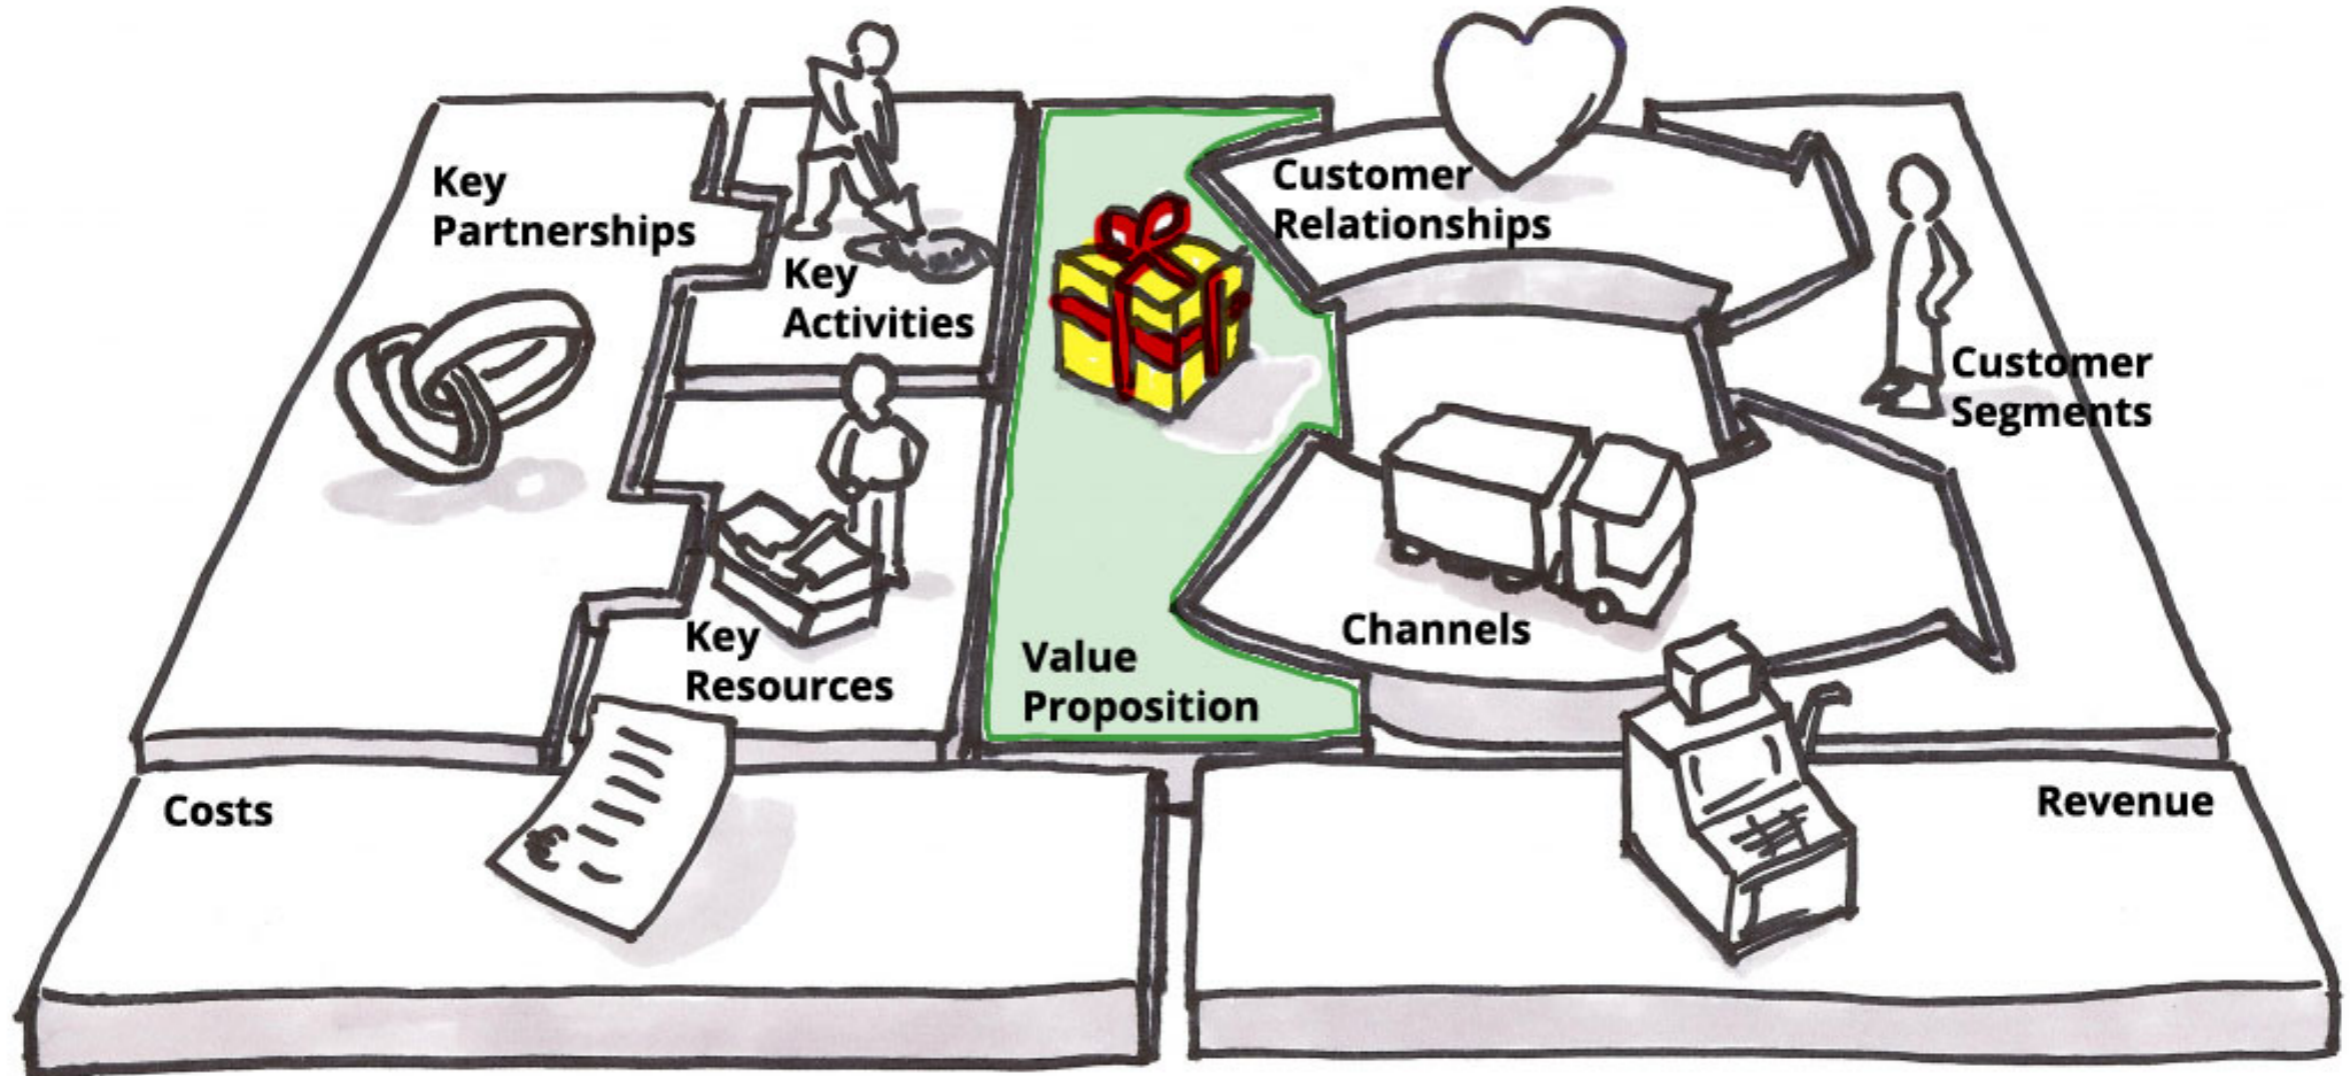 Key
Partnerships
Key
Activities
Key
Resources
Value
Proposition
Customer
Relationships
Channels
Customer
Segments
Costs
Revenue